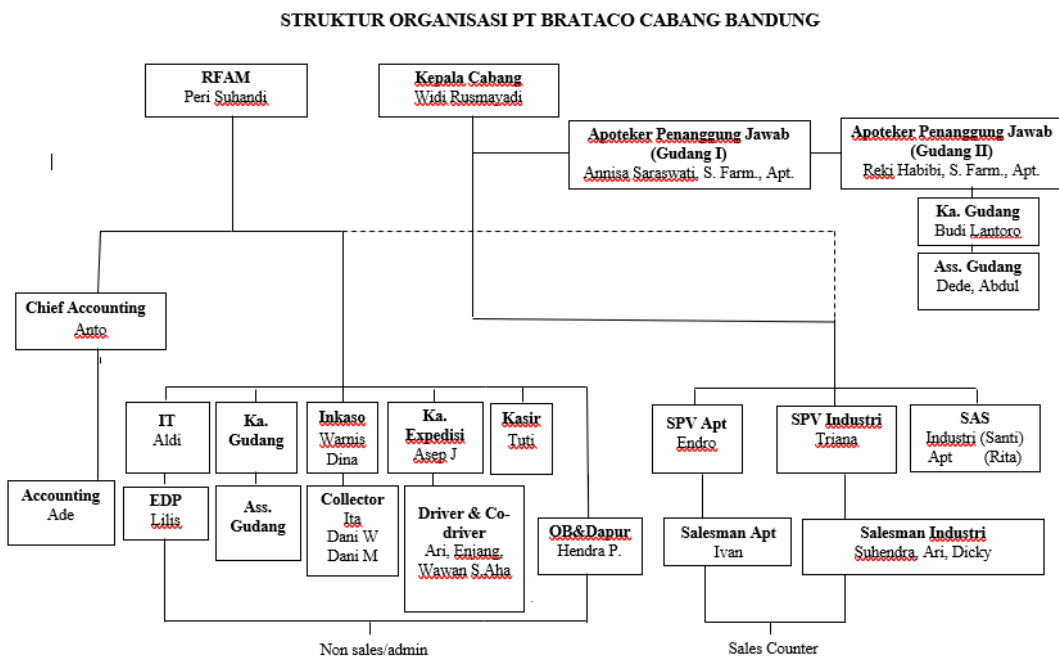 STRUKTUR ORGANISASI PT BRATACO CABANG BANDUNG
RFAM
Peri Suhandi
Kepala Cabang
Widi Rusmayadi
Apoteker Penanggung Jawab
(Gudang I)
Annisa Saraswati, S. Farm., Apt.
Apoteker Penanggung Jawab
(Gudang II)
Reki Habibi, S. Farm., Apt.
Ka. Gudang
Budi Lantoro
Ass. Gudang
Dede, Abdul
Chief Accounting
Anto
Accounting
Ade
IT
Aldi
EDP
Lilis
Ka.
Gudang
Ass.
Gudang
Inkaso
Warnis
Dina
Collector
Ita
Dani W
Dani M
Ka.
Expedisi
Asep J
Driver & Co-
driver
Ari, Enjang,
Wawan S.Aha
Kasir
Tuti
OB&Dapur
Hendra P.
SPV Apt
Endro
Salesman Apt
Ivan
SPV Industri
Triana
Salesman Industri
Suhendra, Ari, Dicky
SAS
Industri (Santi)
Apt (Rita)
Non sales/admin
Sales Counter